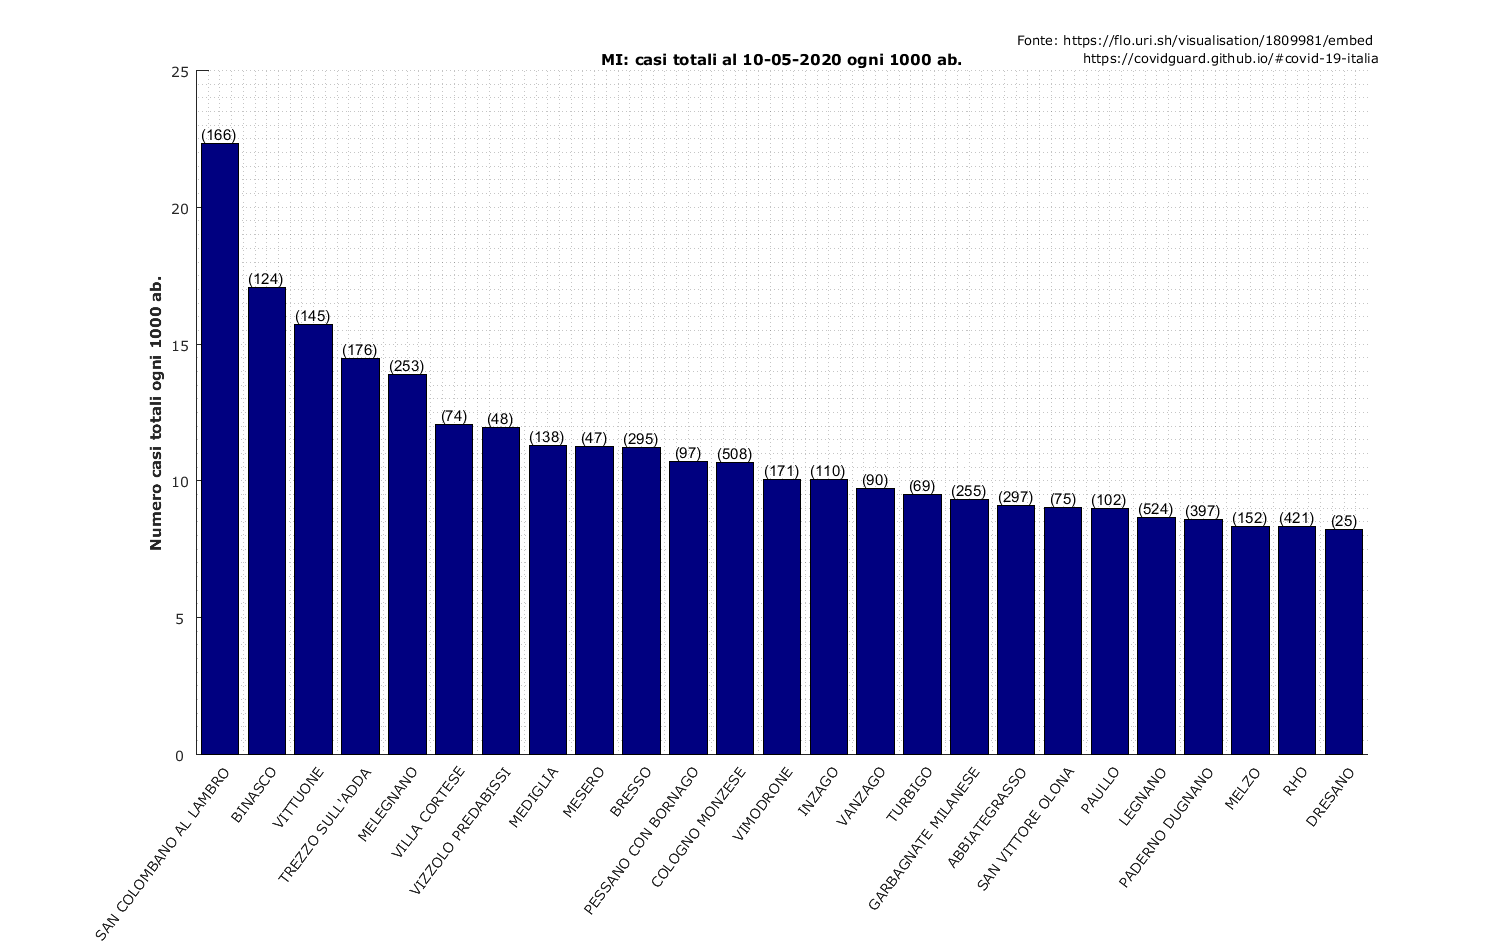 Fonte: https://flo.uri.sh/visualisation/1809981/embed
https://covidguard.github.io/#covid-19-italia
MI: casi totali al 10-05-2020 ogni 1000 ab.
Numero casi totali ogni 1000 ab.
25
20
15
10
5
0
(166)
(124)
(145)
(176)
(253)
(74)
(48)
(138)
(47)
(295)
(97)
(508)
(171)
(110)
(90)
(69)
(255)
(297)
(75)
(102)
(524)
(397)
(152)
(421)
(25)
SAN COLOMBANO AL LAMBRO
BINASCO
VITTUONE
TREZZO SULL'ADDA
MELEGNANO
VILLA CORTESE
VIZZOLO PREDABISSI
MEDIGLIA
MESERO
BRESSO
PESSANO CON BORNAGO
COLOGNO MONZESE
VIMODRONE
INZAGO
VANZAGO
TURBIGO
GARBAGNATE MILANESE
ABBIATEGRASSO
SAN VITTORE OLONA
PAULLO
LEGNANO
PADERNO DUGNANO
MELZO
RHO
DRESANO